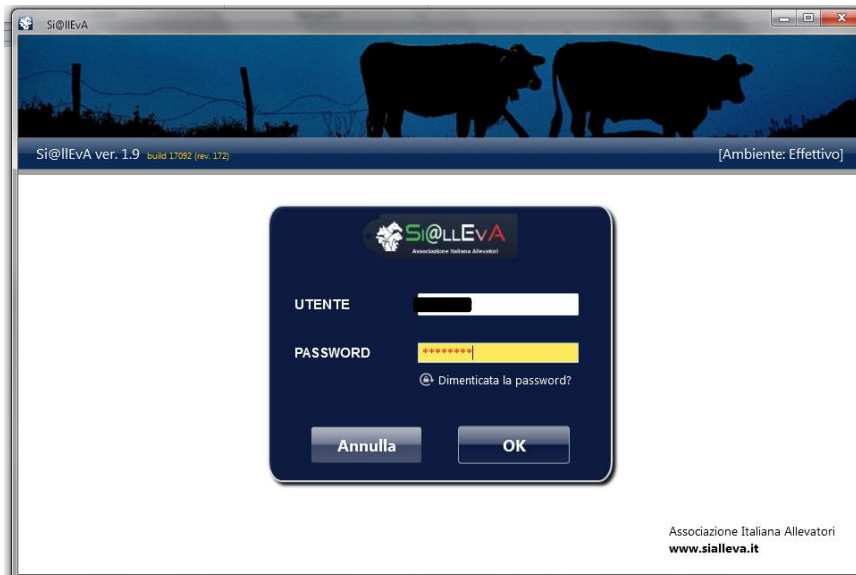 Si@llEvA
Si@llEvA ver. 1.9 build 17092 (rev. 172)
[Ambiente: Effettivo]
Si@llEvA
Associazione Italiana Allevatori
UTENTE
PASSWORD ********
Dimenticata la password?
Annulla OK
Associazione Italiana Allevatori
www.sialleva.it